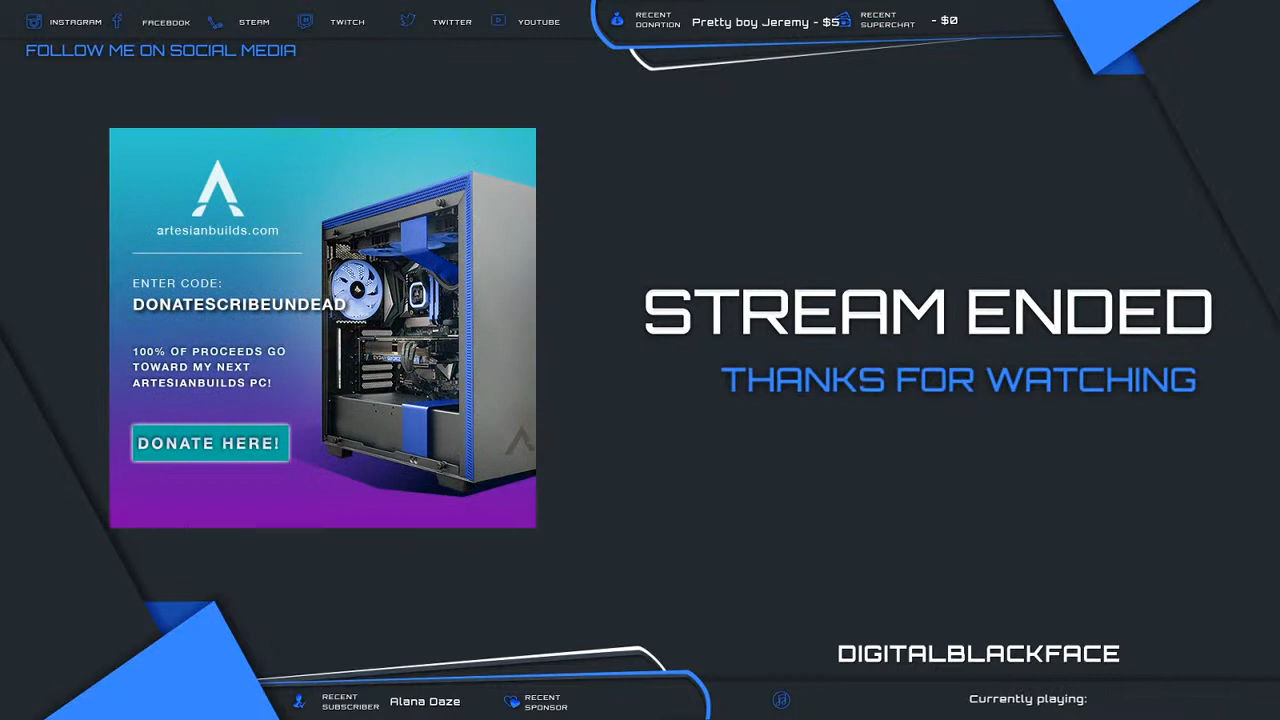 INSTAGRAM FACEBOOK STEAM TWITCH TWITTER YOUTUBE
FOLLOW ME ON SOCIAL MEDIA
RECENT
DONATION
Pretty boy Jeremy - $5
RECENT
SUPERCHAT
- $0
artesianbuilds.com
ENTER CODE:
DONATESCRIBEUNDEAD
100% OF PROCEEDS GO
TOWARD MY NEXT
ARTESIANBUILDS PC!
DONATE HERE!
STREAM ENDED
THANKS FOR WATCHING
DIGITALBLACKFACE
RECENT
SUBSCRIBER
Alana Daze
RECENT
SPONSOR
Currently playing: